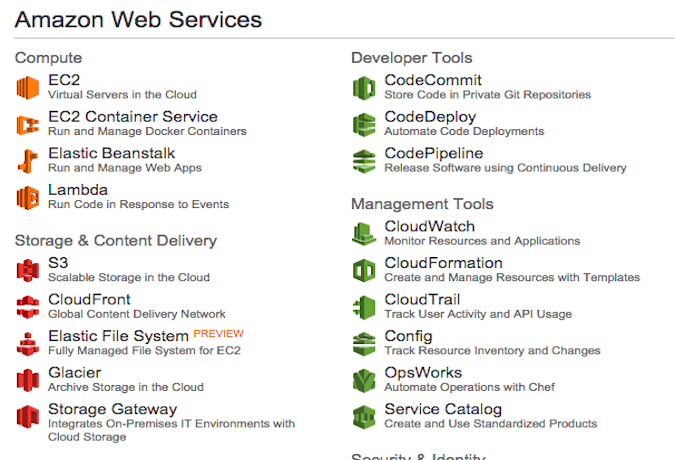 Amazon Web Services
Compute
EC2
Virtual Servers in the Cloud
EC2 Container Service
Run and Manage Docker Containers
Elastic Beanstalk
Run and Manage Web Apps
Lambda
Run Code in Response to Events
Storage & Content Delivery
S3
Scalable Storage in the Cloud
CloudFront
Global Content Delivery Network
Elastic File System PREVIEW
Fully Managed File System for EC2
Glacier
Archive Storage in the Cloud
Storage Gateway
Integrates On-Premises IT Environments with
Cloud Storage
Developer Tools
CodeCommit
Store Code in Private Git Repositories
CodeDeploy
Automate Code Deployments
CodePipeline
Release Software using Continuous Delivery
Management Tools
CloudWatch
Monitor Resources and Applications
CloudFormation
Create and Manage Resources with Templates
CloudTrail
Track User Activity and API Usage
Config
Track Resource Inventory and Changes
OpsWorks
Automate Operations with Chef
Service Catalog
Create and Use Standardized Products
Security & Identity